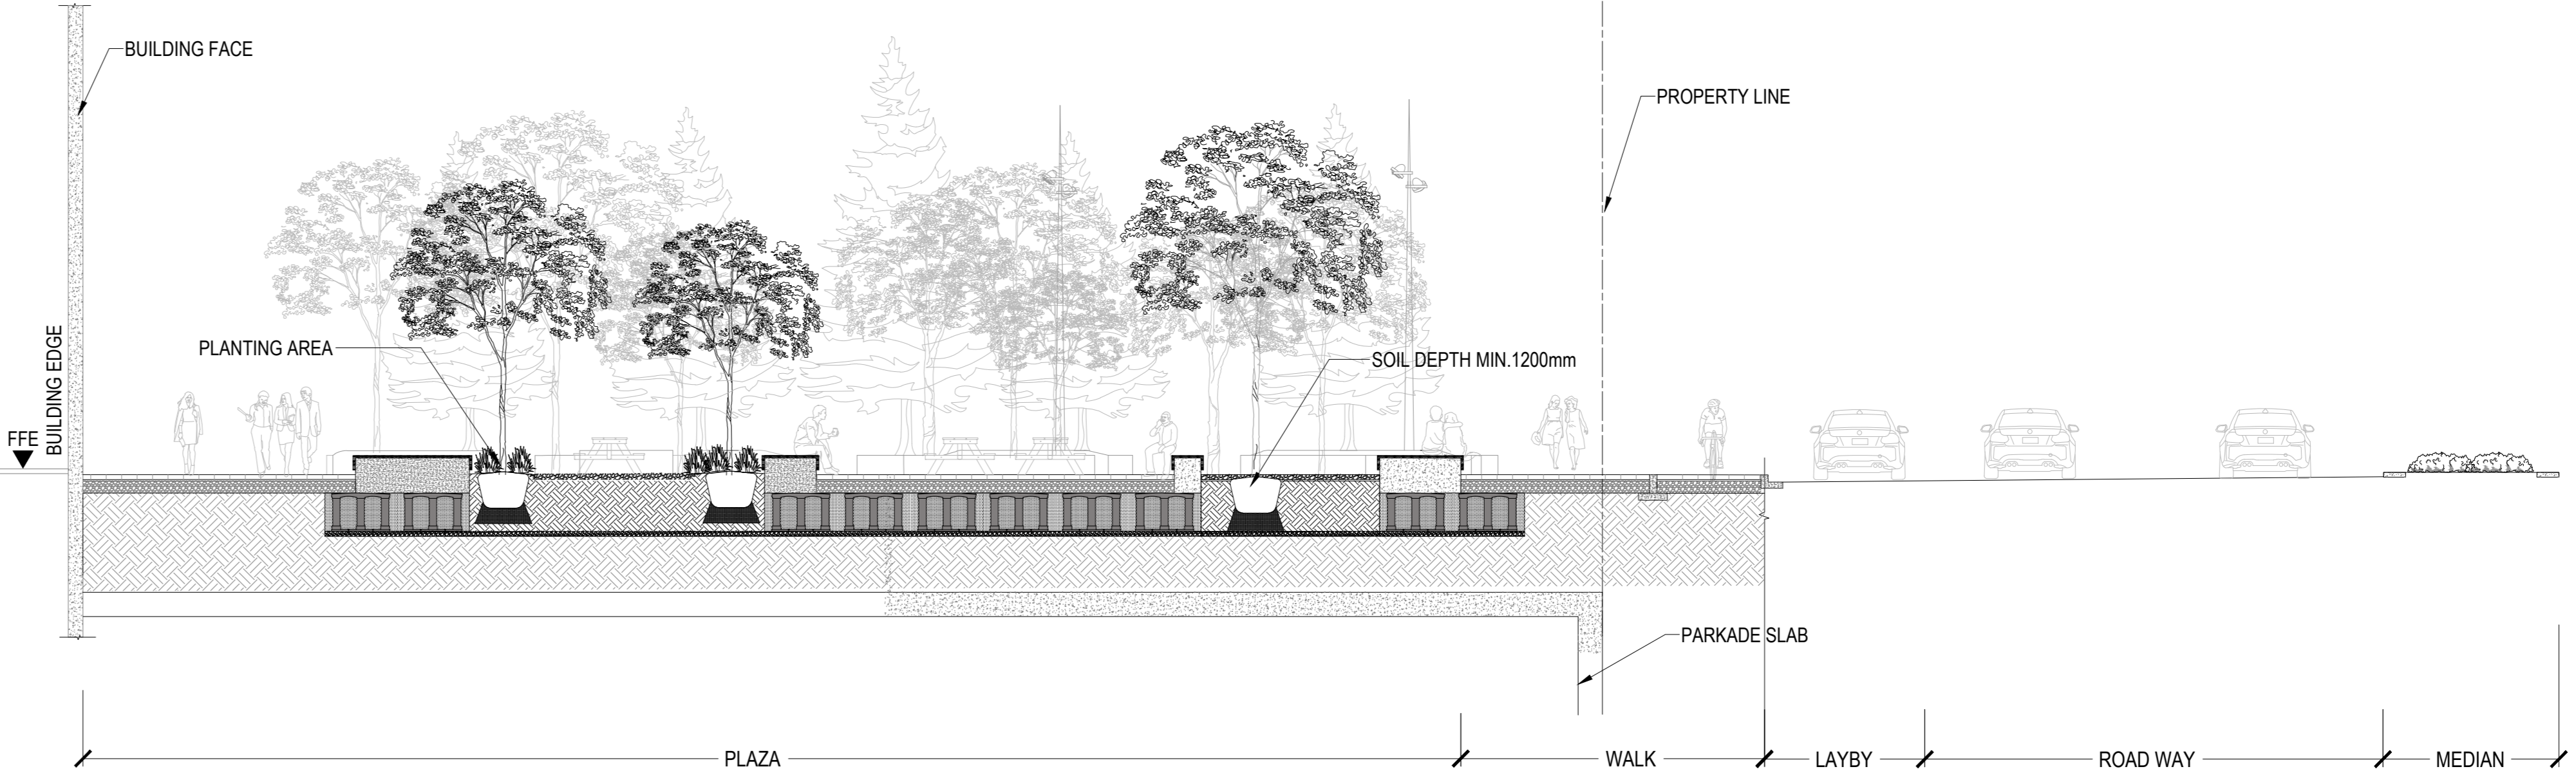 BUILDING FACE
PROPERTY LINE
PLANTING AREA
SOIL DEPTH MIN.1200mm
BUILDING EDGE
FFE
PARKADE SLAB
PLAZA
WALK
LAYBY
ROAD WAY
MEDIAN